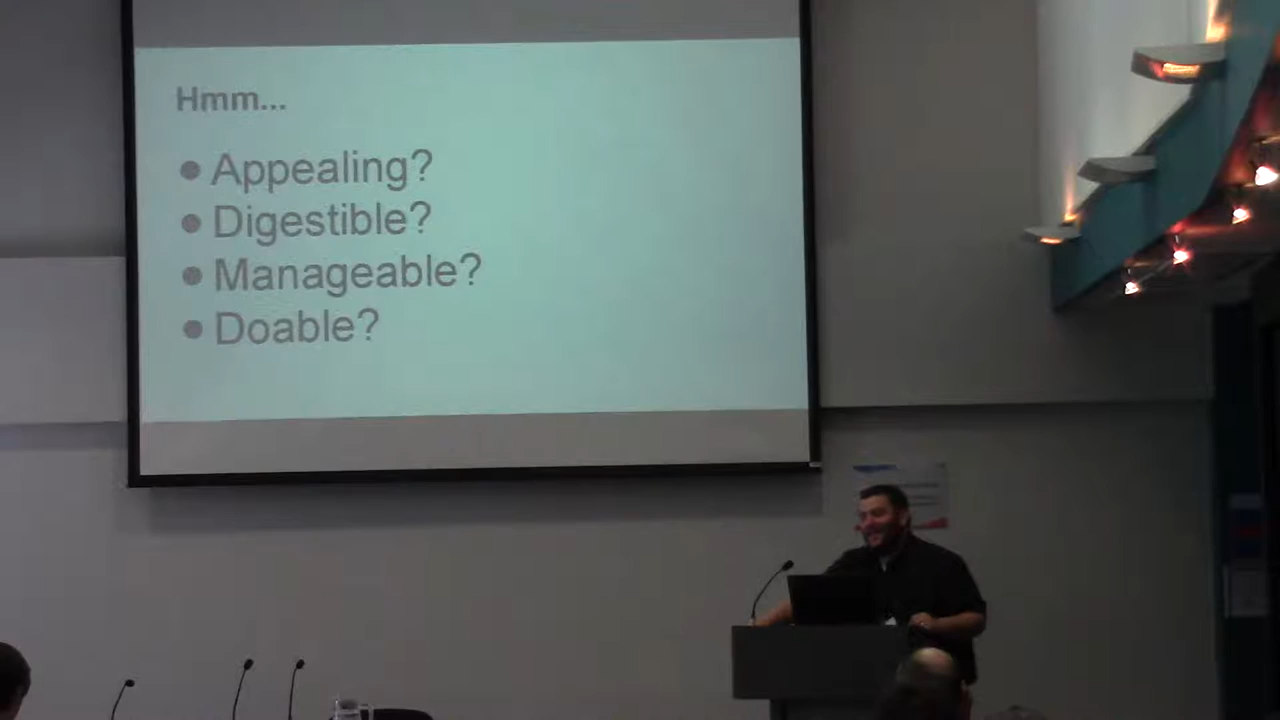 Hmm...
● Appealing?
● Digestible?
● Manageable?
● Doable?